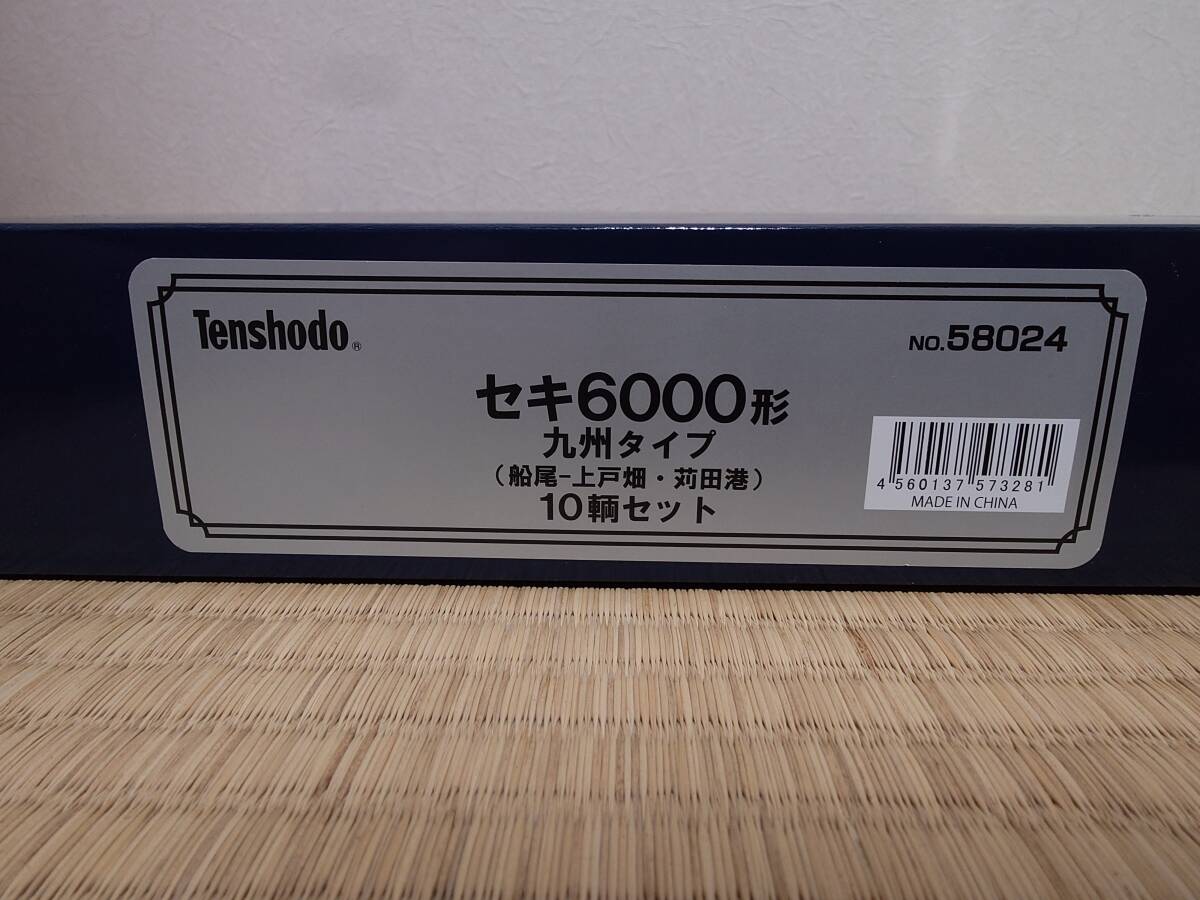 Tenshodo®
NO.58024
セキ6000形
九州タイプ
(船尾-上戸畑・苅田港)
10輌セット
4 560137 573281
MADE IN CHINA